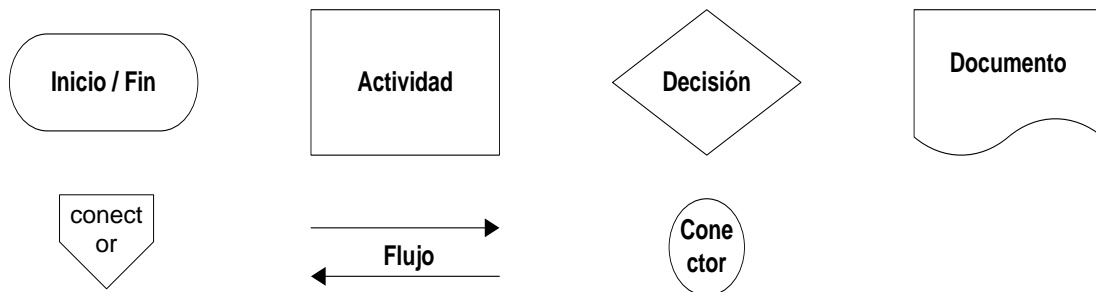 Inicio / Fin
Actividad
Decisión
Documento
conect
or
Flujo
Cone
ctor